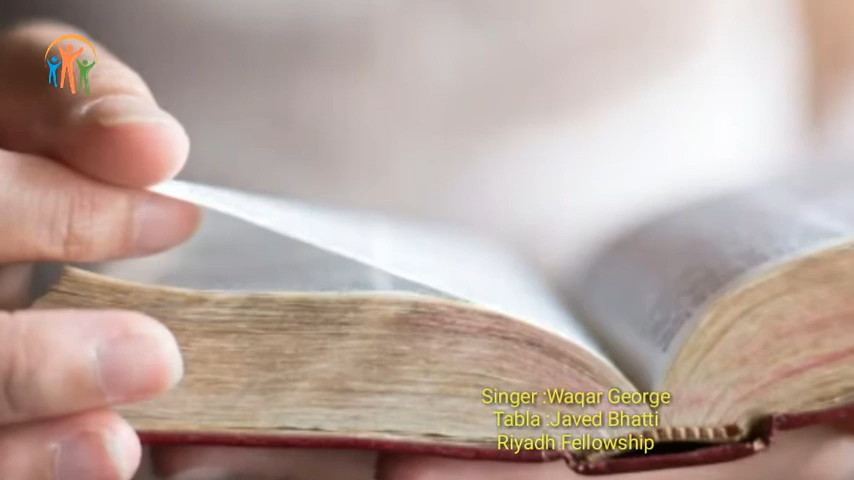 Singer :Waqar George
Tabla :Javed Bhatti
Riyadh Fellowship